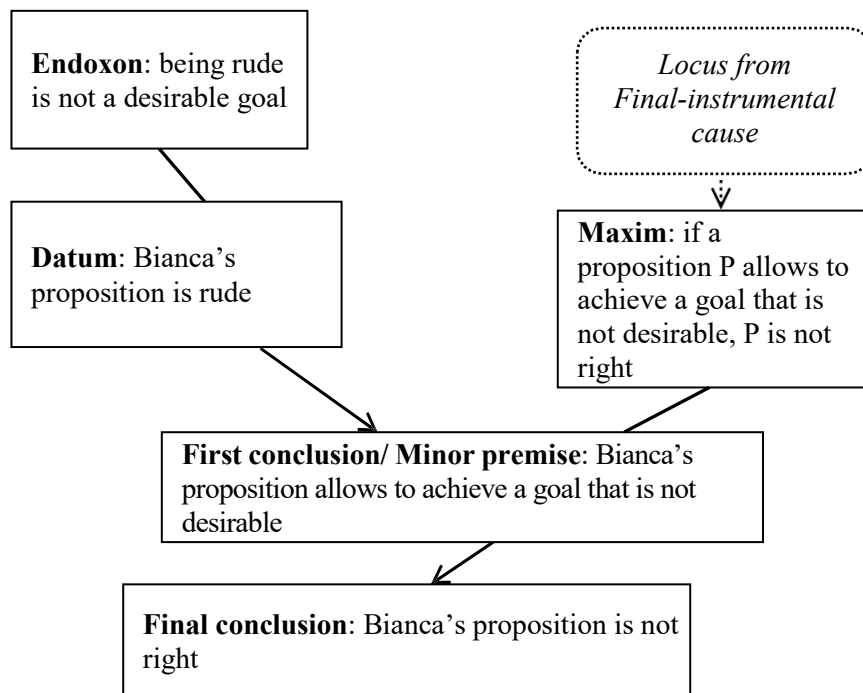 Endoxon: being rude
is not a desirable goal
Locus from
Final-instrumental
cause
Datum: Bianca’s
proposition is rude
Maxim: if a
proposition P allows to
achieve a goal that is
not desirable, P is not
right
First conclusion/ Minor premise: Bianca’s
proposition allows to achieve a goal that is not
desirable
Final conclusion: Bianca’s proposition is not
right